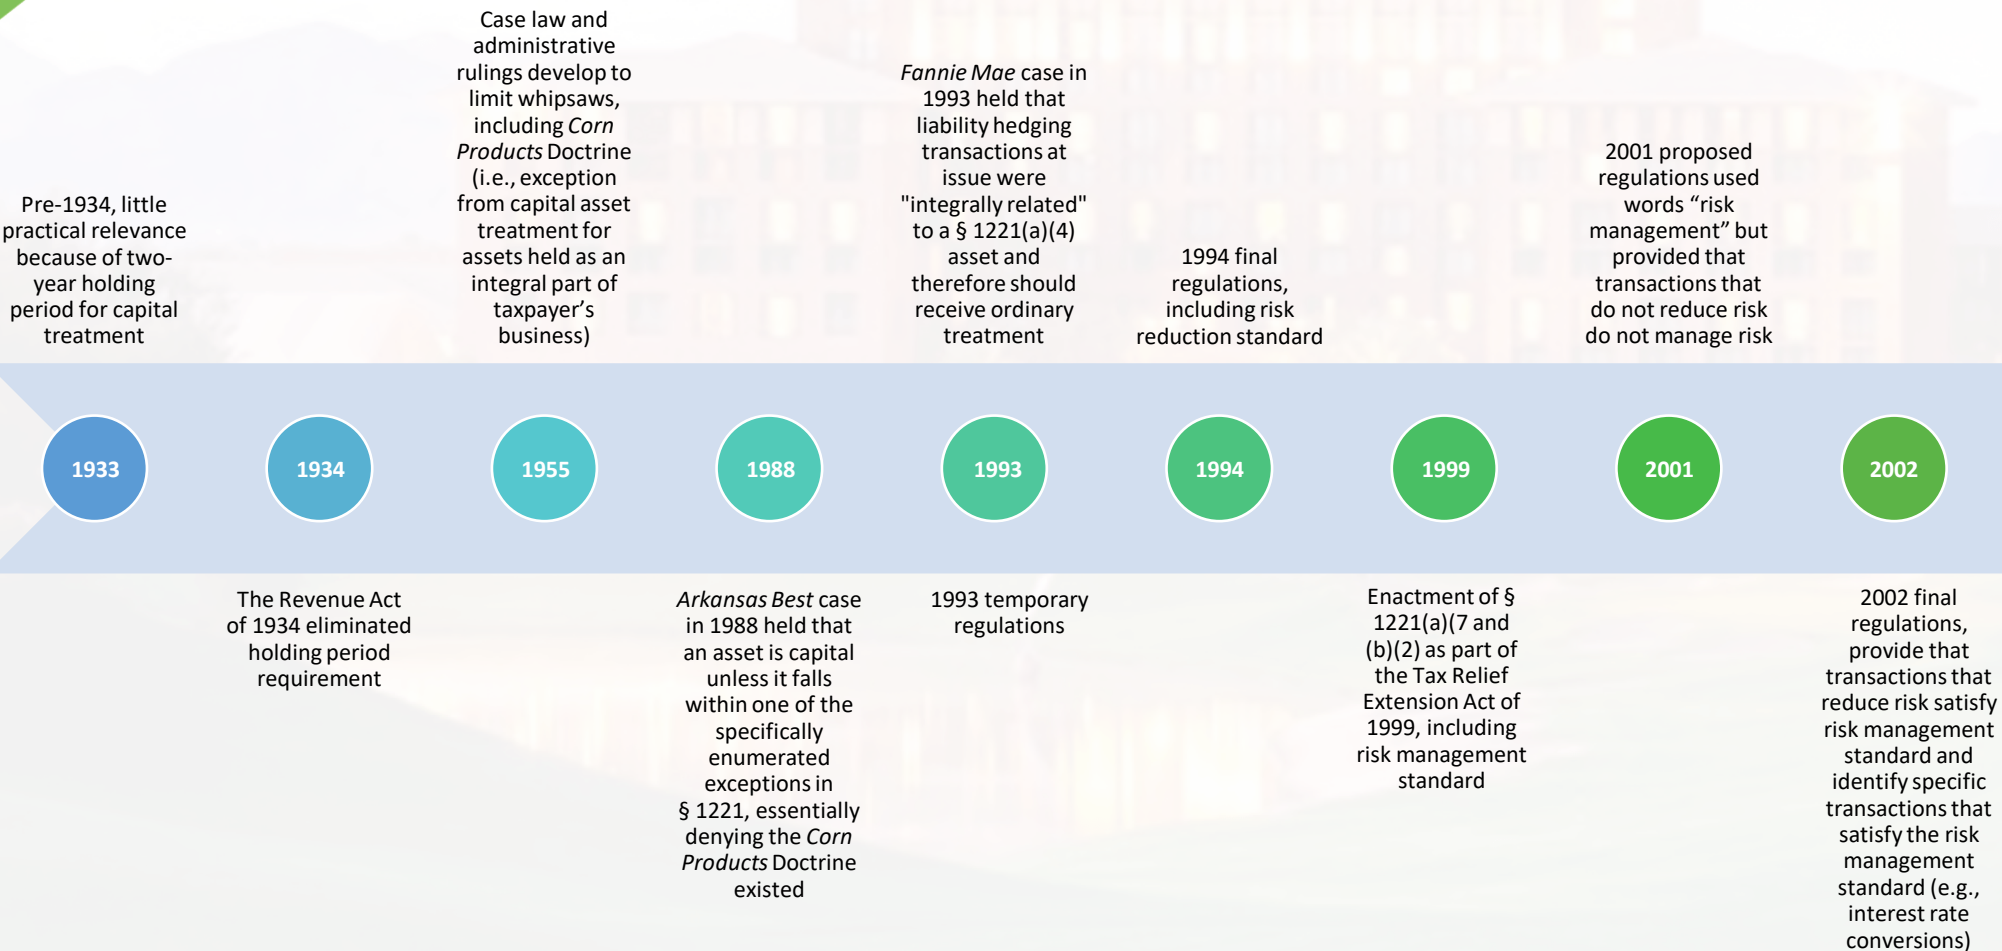 Pre-1934, little
practical relevance
because of two-
year holding
period for capital
treatment
1933
1934
The Revenue Act
of 1934 eliminated
holding period
requirement
Case law and
administrative
rulings develop to
limit whipsaws,
including Corn
Products Doctrine
(i.e., exception
from capital asset
treatment for
assets held as an
integral part of
taxpayer’s
business)
1955
1988
Arkansas Best case
in 1988 held that
an asset is capital
unless it falls
within one of the
specifically
enumerated
exceptions in
§ 1221, essentially
denying the Corn
Products Doctrine
existed
Fannie Mae case in
1993 held that
liability hedging
transactions at
issue were
"integrally related"
to a § 1221(a)(4)
asset and
therefore should
receive ordinary
treatment
1993
1993 temporary
regulations
1994 final
regulations,
including risk
reduction standard
1994
1999
Enactment of §
1221(a)(7 and
(b)(2) as part of
the Tax Relief
Extension Act of
1999, including
risk management
standard
2001 proposed
regulations used
words “risk
management” but
provided that
transactions that
do not reduce risk
do not manage risk
2001
2002
2002 final
regulations,
provide that
transactions that
reduce risk satisfy
risk management
standard and
identify specific
transactions that
satisfy the risk
management
standard (e.g.,
interest rate
conversions)